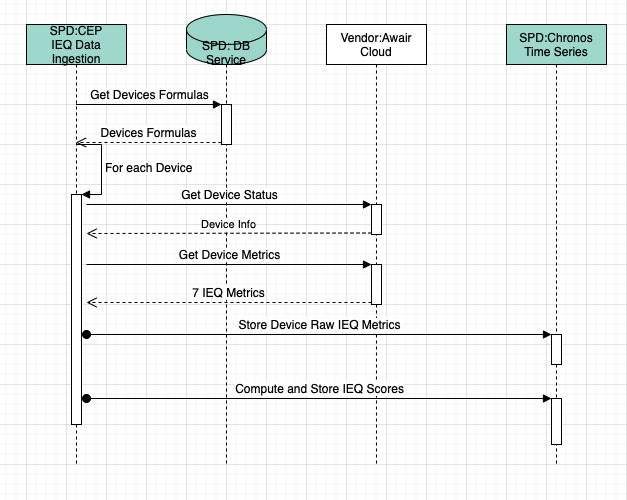 SPD:CEP
IEQ Data
Ingestion
SPD: DB
Service
Vendor:Awair
Cloud
SPD:Chronos
Time Series
Get Devices Formulas
Devices Formulas
For each Device
Get Device Status
Device Info
Get Device Metrics
7 IEQ Metrics
Store Device Raw IEQ Metrics
Compute and Store IEQ Scores